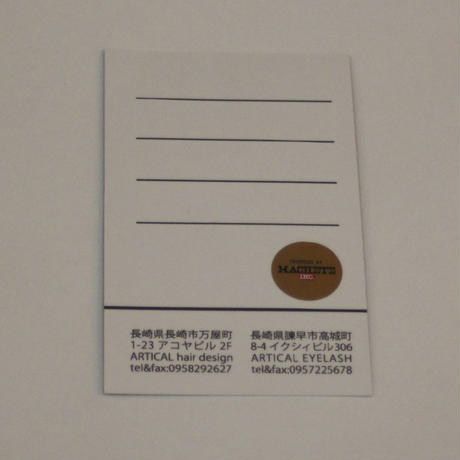 MACHETE
INC.
長崎県長崎市万屋町
1-23 アコヤビル 2F
ARTICAL hair design
tel&fax:0958292627
長崎県諫早市高城町
8-4 イクシィビル306
ARTICAL EYELASH
tel&fax:0957225678